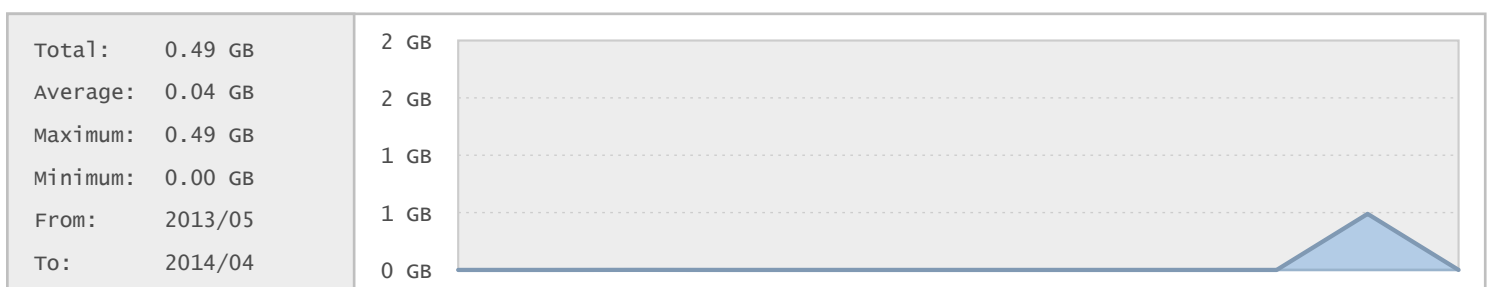 Total: 0.49 GB
Average: 0.04 GB
Maximum: 0.49 GB
Minimum: 0.00 GB
From: 2013/05
To: 2014/04
2 GB
2 GB
1 GB
1 GB
0 GB